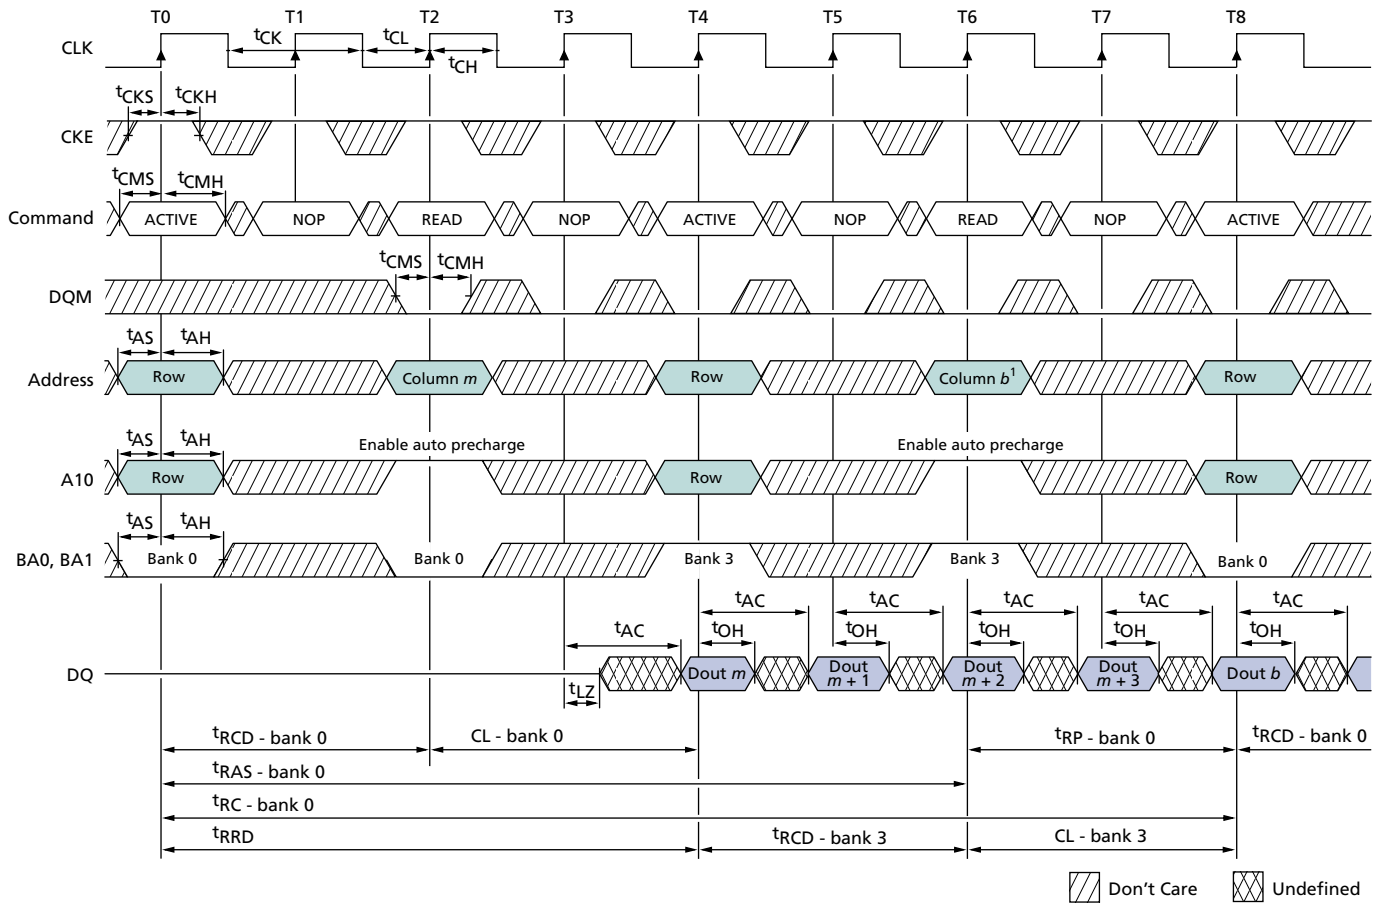 T0 T1 T2 T3 T4 T5 T6 T7 T8
CLK
tCK tCL
tCH
tCKS tCKH
CKE
tCMS tCMH
Command ACTIVE NOP READ NOP ACTIVE NOP READ NOP ACTIVE
tCMS tCMH
DQM
tAS tAH
Address Row Column m Row Column b1 Row
tAS tAH Enable auto precharge Enable auto precharge
A10 Row Row Row
tAS tAH
BA0, BA1 Bank 0 Bank 0 Bank 3 Bank 3 Bank 0
tAC tAC tAC tAC tAC
tAC tOH tOH tOH tOH tOH
DQ Dout m Dout m + 1 Dout m + 2 Dout m + 3 Dout b
tLZ
tRCD - bank 0 CL - bank 0 tRP - bank 0 tRCD - bank 0
tRAS - bank 0
tRC - bank 0
tRRD tRCD - bank 3 CL - bank 3
Don't Care Undefined